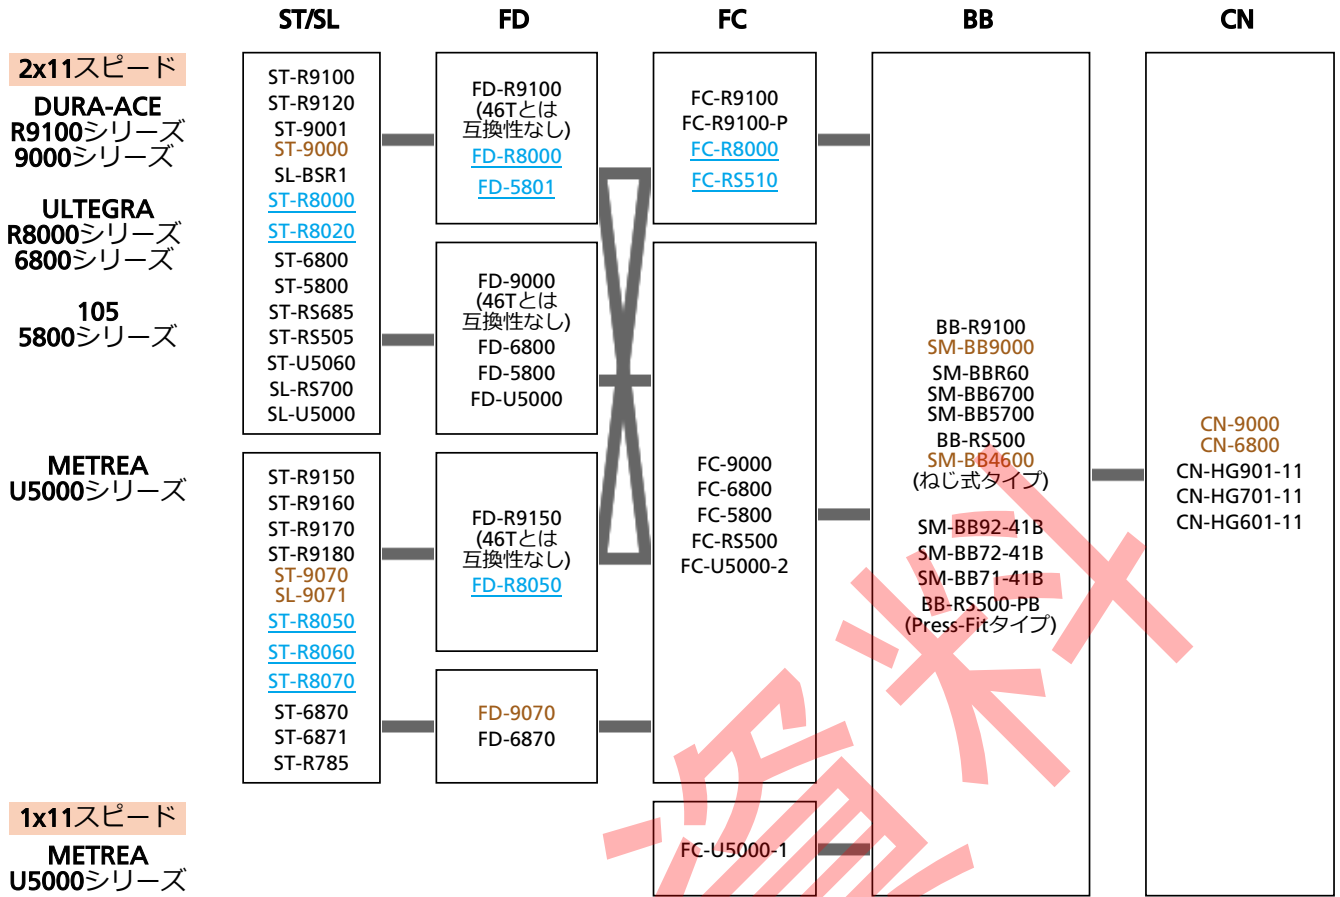 ST/SL
FD
FC
BB
CN
2x11スピード
DURA-ACE
R9100シリーズ
9000シリーズ
ULTEGRA
R8000シリーズ
6800シリーズ
105
5800シリーズ
METREA
U5000シリーズ
ST-R9100
ST-R9120
ST-9001
ST-9000
SL-BSR1
ST-R8000
ST-R8020
ST-6800
ST-5800
ST-RS685
ST-RS505
ST-U5060
SL-RS700
SL-U5000
ST-R9150
ST-R9160
ST-R9170
ST-R9180
ST-9070
SL-9071
ST-R8050
ST-R8060
ST-R8070
ST-6870
ST-6871
ST-R785
FD-R9100
(46Tとは
互換性なし)
FD-R8000
FD-5801
FD-9000
(46Tとは
互換性なし)
FD-6800
FD-5800
FD-U5000
FD-R9150
(46Tとは
互換性なし)
FD-R8050
FD-9070
FD-6870
FC-R9100
FC-R9100-P
FC-R8000
FC-RS510
FC-9000
FC-6800
FC-5800
FC-RS500
FC-U5000-2
BB-R9100
SM-BB9000
SM-BBR60
SM-BB6700
SM-BB5700
BB-RS500
SM-BB4600
(ねじ式タイプ)
SM-BB92-41B
SM-BB72-41B
SM-BB71-41B
BB-RS500-PB
(Press-Fitタイプ)
CN-9000
CN-6800
CN-HG901-11
CN-HG701-11
CN-HG601-11
1x11スピード
METREA
U5000シリーズ
FC-U5000-1
資料